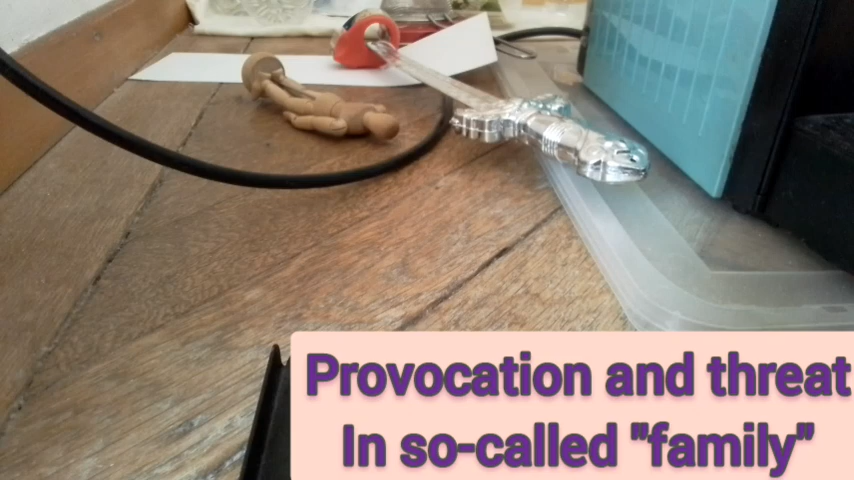 Provocation and threat
In so-called "family"